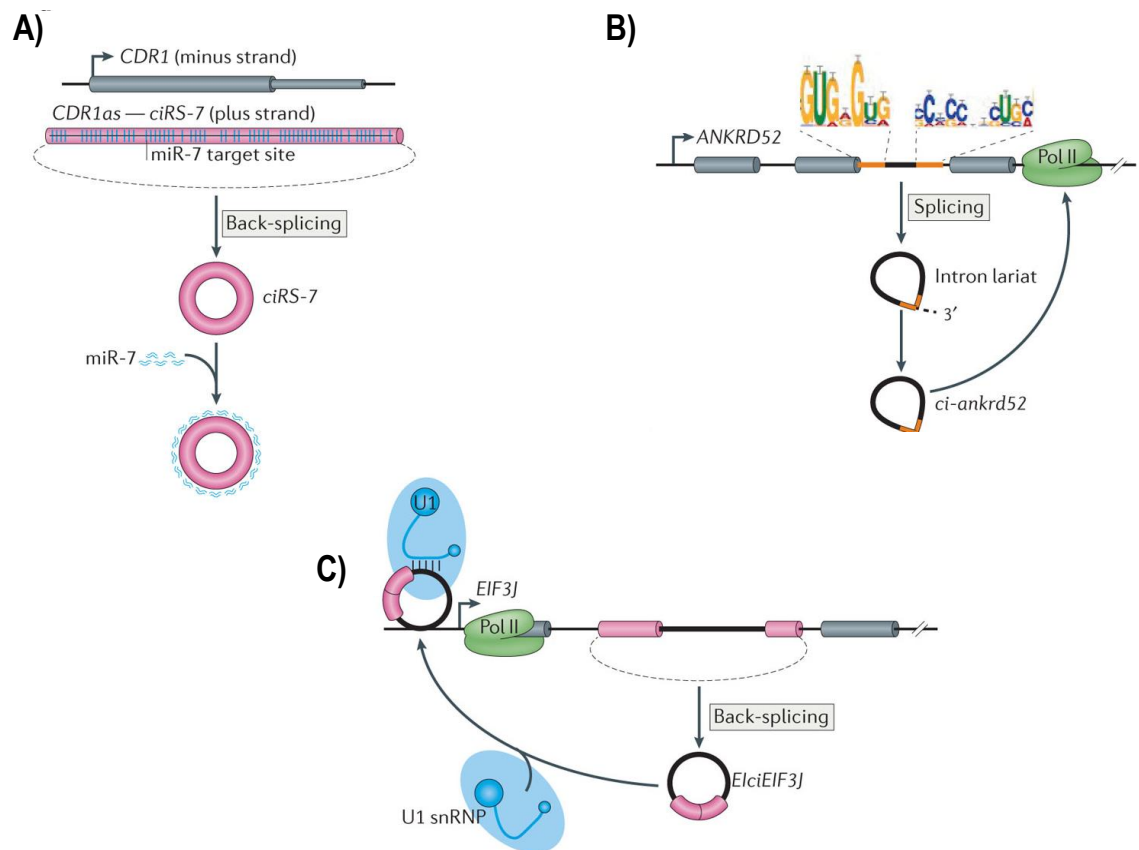 A)
CDR1 (minus strand)
CDR1as — ciRS-7 (plus strand)
miR-7 target site
Back-splicing
ciRS-7
miR-7
B)
ANKRD52
Pol II
Splicing
Intron lariat
3′
ci-ankrd52
U1
C)
EIF3J
Pol II
Back-splicing
EIciEIF3J
U1 snRNP